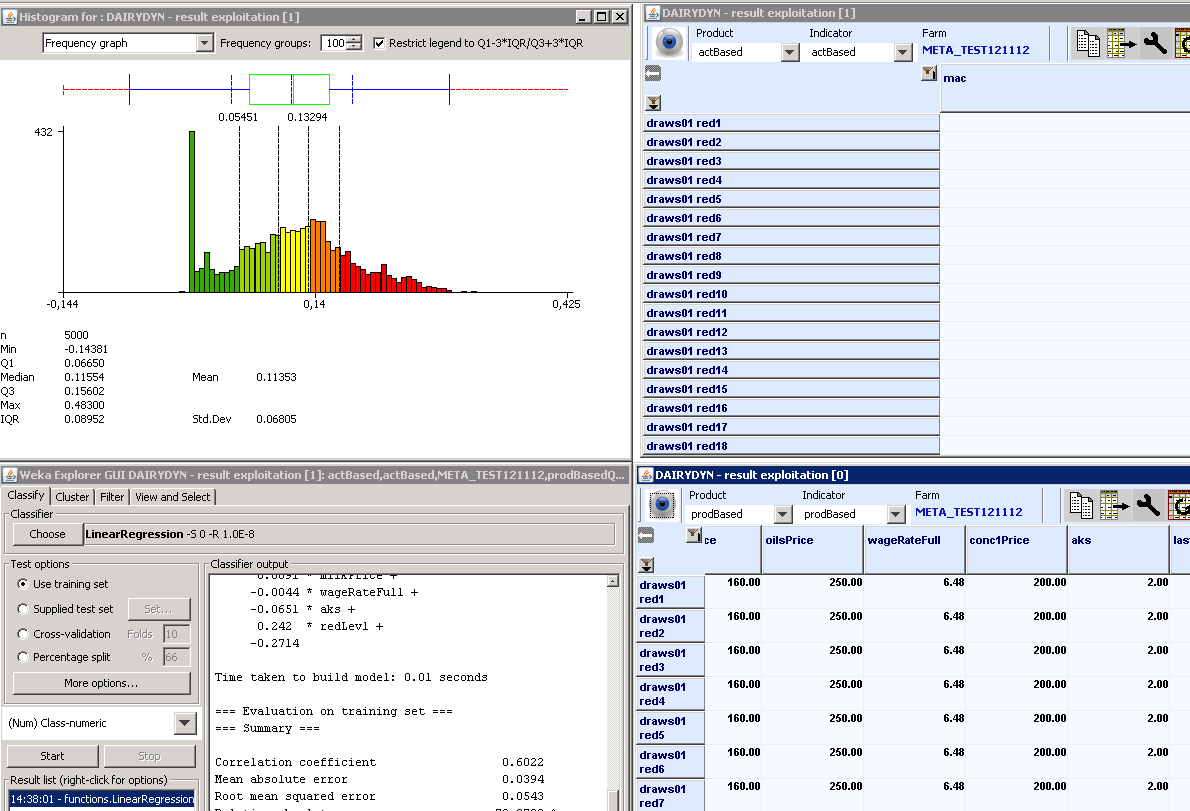 Histogram for : DAIRYDYN - result exploitation [1]
Frequency graph Frequency groups: 100 Restrict legend to Q1-3*IQR/Q3+3*IQR
0.05451 0.13294
432
-0,144 0,14 0,425
n 5000
Min -0.14381
Q1 0.06650
Median 0.11554 Mean 0.11353
Q3 0.15602
Max 0.48300
IQR 0.08952 Std.Dev 0.06805
DAIRYDYN - result exploitation [1]
Product Indicator Farm
actBased actBased META_TEST121112
mac
draws01 red1
draws01 red2
draws01 red3
draws01 red4
draws01 red5
draws01 red6
draws01 red7
draws01 red8
draws01 red9
draws01 red10
draws01 red11
draws01 red12
draws01 red13
draws01 red14
draws01 red15
draws01 red16
draws01 red17
draws01 red18
Weka Explorer GUI DAIRYDYN - result exploitation [1]: actBased,actBased,META_TEST121112,prodBasedQ...
Classify Cluster Filter View and Select
Classifier
Choose LinearRegression -S 0 -R 1.0E-8
Test options
Use training set
Supplied test set Set...
Cross-validation Folds 10
Percentage split % 66
More options...
(Num) Class-numeric
Start Stop
Result list (right-click for options)
14:38:01 - functions.LinearRegression
Classifier output
0.0091 * milkPrice +
-0.0044 * wageRateFull +
-0.0651 * aks +
0.242 * redLevl +
-0.2714
Time taken to build model: 0.01 seconds
=== Evaluation on training set ===
=== Summary ===
Correlation coefficient 0.6022
Mean absolute error 0.0394
Root mean squared error 0.0543
DAIRYDYN - result exploitation [0]
Product Indicator Farm
prodBased prodBased META_TEST121112
ce oilsPrice wageRateFull conc1Price aks las
draws01 160.00 250.00 6.48 200.00 2.00
red1
draws01 160.00 250.00 6.48 200.00 2.00
red2
draws01 160.00 250.00 6.48 200.00 2.00
red3
draws01 160.00 250.00 6.48 200.00 2.00
red4
draws01 160.00 250.00 6.48 200.00 2.00
red5
draws01 160.00 250.00 6.48 200.00 2.00
red6
draws01 160.00 250.00 6.48 200.00 2.00
red7